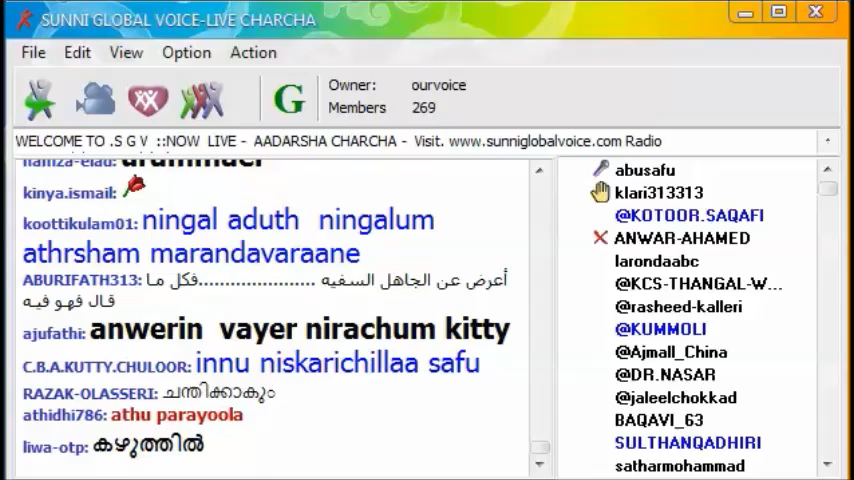 SUNNI GLOBAL VOICE-LIVE CHARCHA
File Edit View Option Action
Owner: ourvoice
Members 269
WELCOME TO .S G V ::NOW LIVE - AADARSHA CHARCHA - Visit. www.sunniglobalvoice.com Radio
kinya.ismail:
koottikulam01: ningal aduth ningalum
athrsham marandavaraane
ABURIFATH313: أعرض عن الجاهل السفيه ......................فكل ما
قال فهو فيه
ajufathi: anwerin vayer nirachum kitty
C.B.A.KUTTY.CHULOOR: innu niskarichillaa safu
RAZAK-OLASSERI: ചന്തിക്കാകും
athidhi786: athu parayoola
liwa-otp: കഴുത്തിൽ
abusafu
klari313313
@KOTOOR.SAQAFI
ANWAR-AHAMED
larondaabc
@KCS-THANGAL-W...
@rasheed-kalleri
@KUMMOLI
@Ajmall_China
@DR.NASAR
@jaleelchokkad
BAQAVI_63
SULTHANQADHIRI
satharmohammad